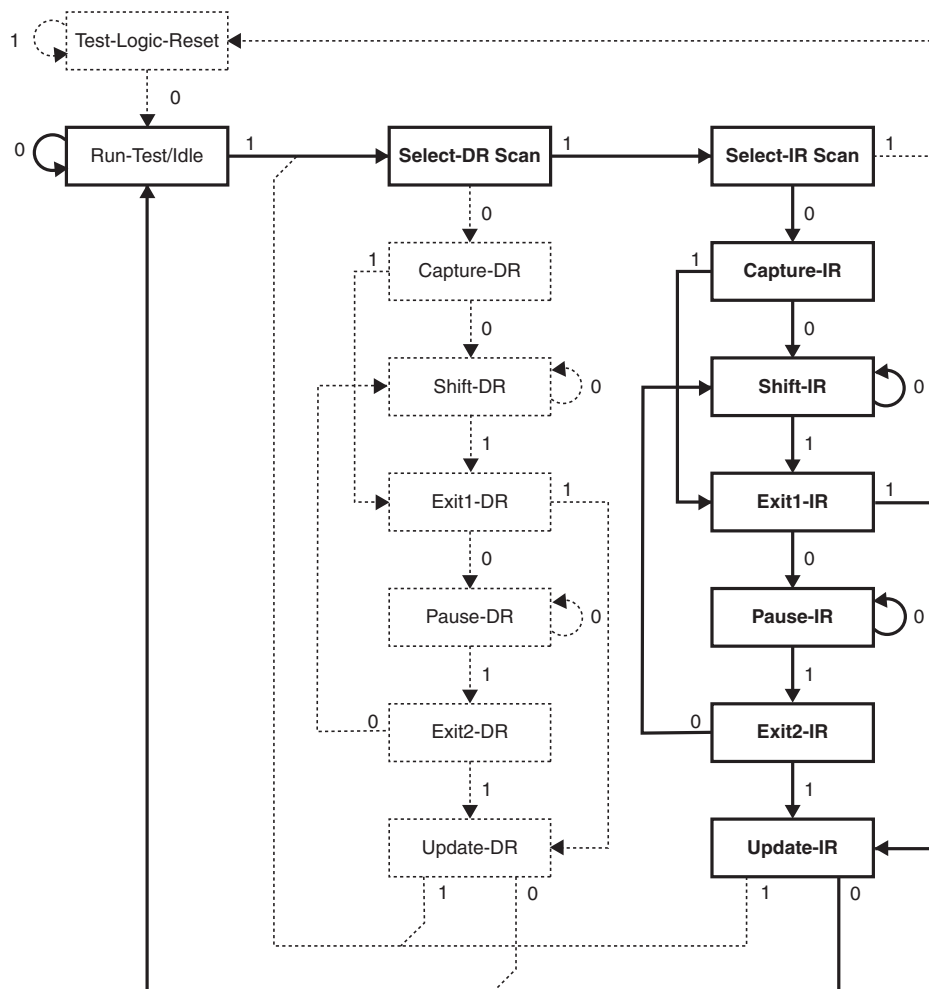 1
Test-Logic-Reset
0
0
Run-Test/Idle
1
Select-DR Scan
1
Select-IR Scan
1
0
0
1
Capture-DR
1
Capture-IR
0
0
Shift-DR
0
Shift-IR
0
1
1
Exit1-DR
1
Exit1-IR
1
0
0
Pause-DR
0
Pause-IR
0
1
1
0
Exit2-DR
0
Exit2-IR
1
1
Update-DR
Update-IR
1
0
1
0